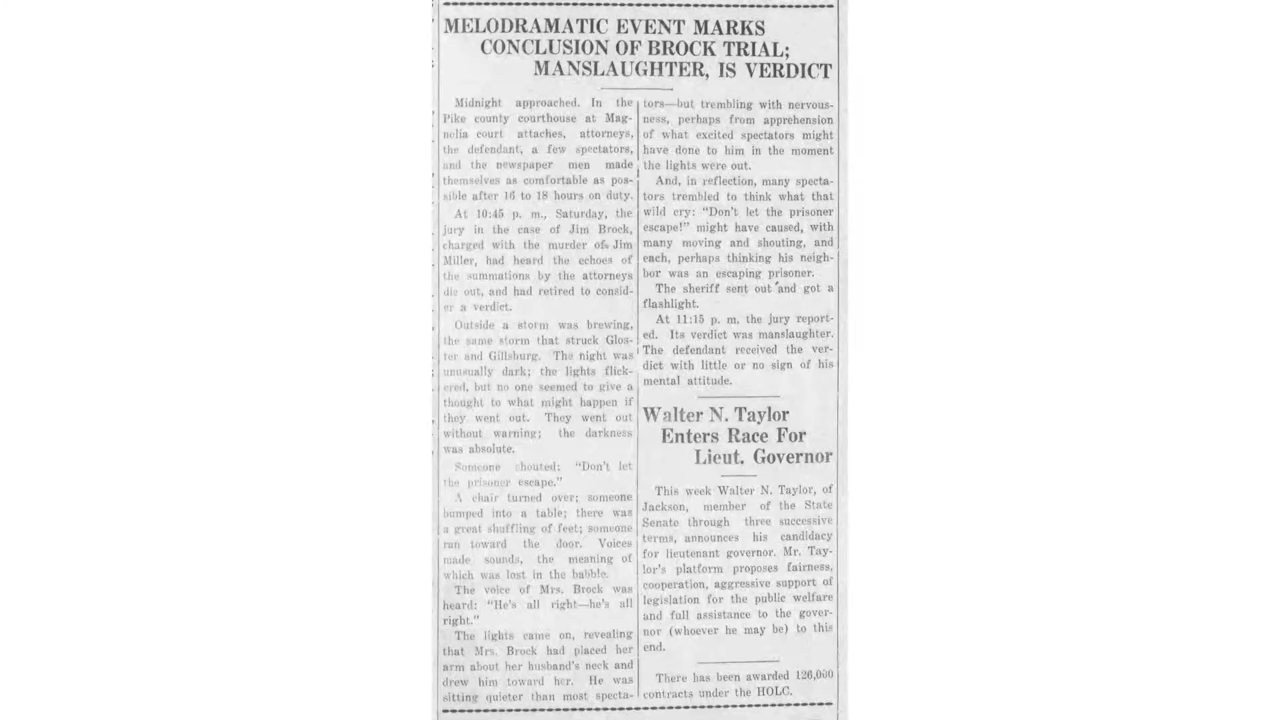 MELODRAMATIC EVENT MARKS
CONCLUSION OF BROCK TRIAL;
MANSLAUGHTER, IS VERDICT
Midnight approached. In the
Pike county courthouse at Mag-
nolia court attaches, attorneys,
the defendant, a few spectators,
and the newspaper men made
themselves as comfortable as pos-
sible after 16 to 18 hours on duty.
At 10:45 p. m., Saturday, the
jury in the case of Jim Brock,
charged with the murder of Jim
Miller, had heard the echoes of
the summations by the attorneys
die out, and had retired to consid-
er a verdict.
Outside a storm was brewing,
the same storm that struck Glos-
ter and Gillsburg. The night was
unusually dark; the lights flick-
ered, but no one seemed to give a
thought to what might happen if
they went out. They went out
without warning; the darkness
was absolute.
Someone shouted: "Don't let
the prisoner escape."
A chair turned over; someone
bumped into a table; there was
a great shuffling of feet; someone
ran toward the door. Voices
made sounds, the meaning of
which was lost in the babble.
The voice of Mrs. Brock was
heard: "He's all right—he's all
right."
The lights came on, revealing
that Mrs. Brock had placed her
arm about her husband's neck and
drew him toward her. He was
sitting quieter than most specta-
tors—but trembling with nervous-
ness, perhaps from apprehension
of what excited spectators might
have done to him in the moment
the lights were out.
And, in reflection, many specta-
tors trembled to think what that
wild cry: "Don't let the prisoner
escape!" might have caused, with
many moving and shouting, and
each, perhaps thinking his neigh-
bor was an escaping prisoner.
The sheriff sent out and got a
flashlight.
At 11:15 p. m. the jury report-
ed. Its verdict was manslaughter.
The defendant received the ver-
dict with little or no sign of his
mental attitude.
Walter N. Taylor
Enters Race For
Lieut. Governor
This week Walter N. Taylor, of
Jackson, member of the State
Senate through three successive
terms, announces his candidacy
for lieutenant governor. Mr. Tay-
lor's platform proposes fairness,
cooperation, aggressive support of
legislation for the public welfare
and full assistance to the gover-
nor (whoever he may be) to this
end.
There has been awarded 126,000
contracts under the HOLC.